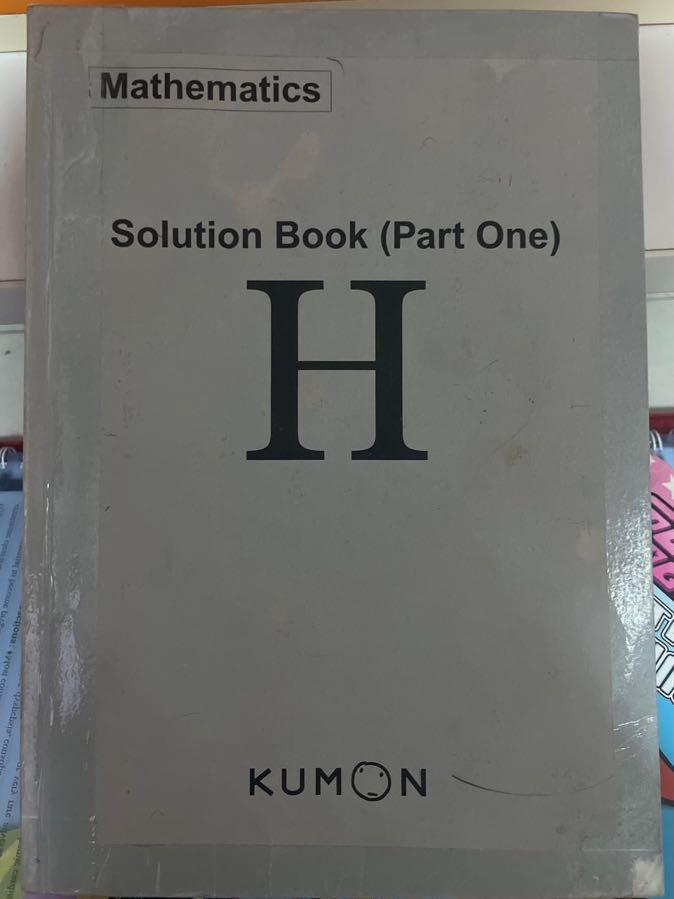 Mathematics
Solution Book (Part One)
H
KUMON